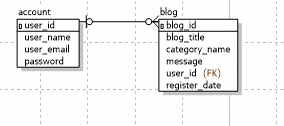 account
user_id
user_name
user_email
password
blog
blog_id
blog_title
category_name
message
user_id (FK)
register_date